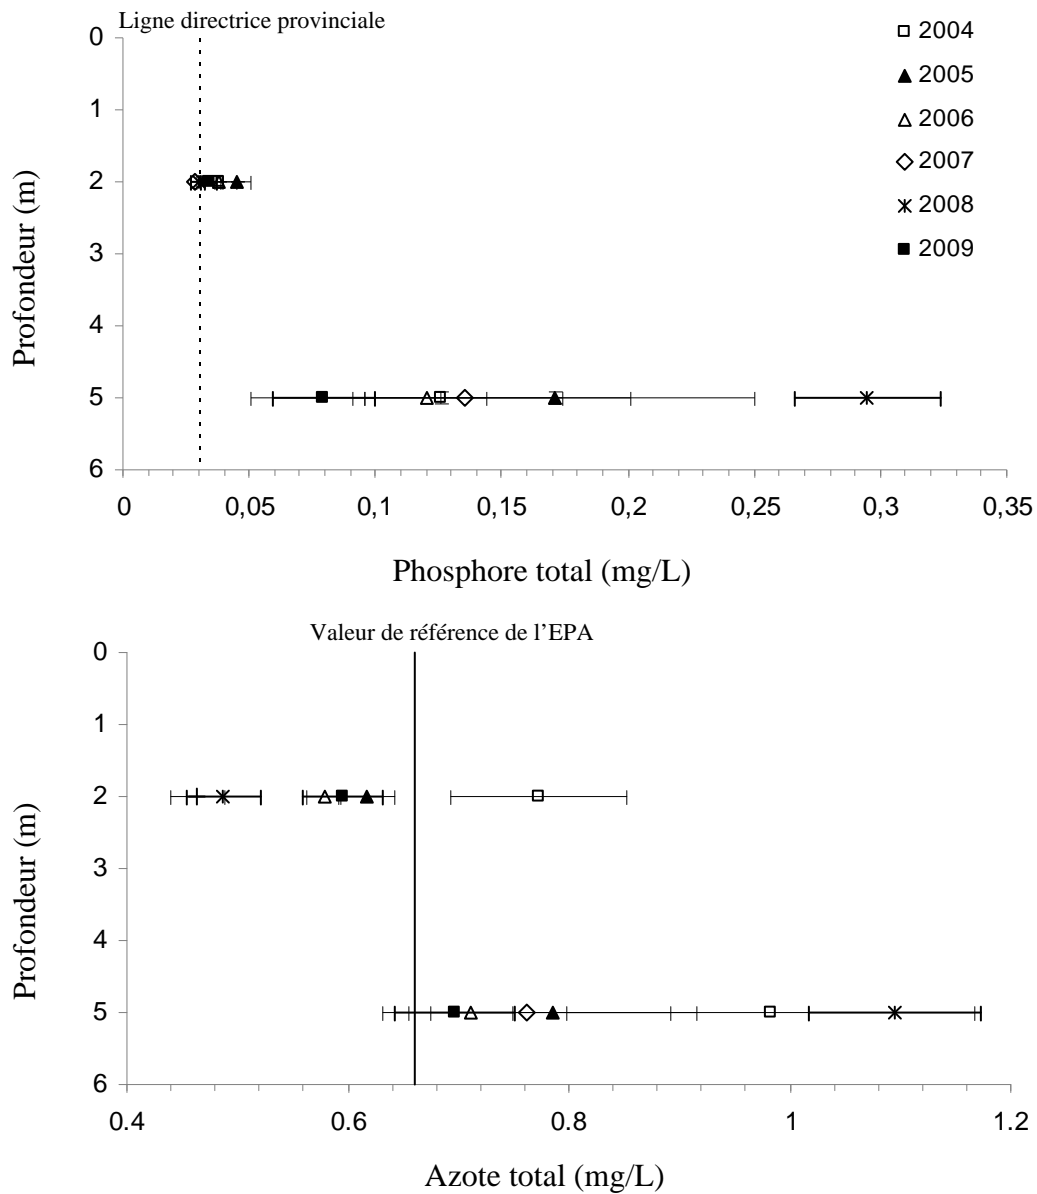 Ligne directrice provinciale
2004
2005
2006
2007
2008
2009
0
1
2
3
4
5
6
Profondeur (m)
0 0,05 0,1 0,15 0,2 0,25 0,3 0,35
Phosphore total (mg/L)
Valeur de référence de l’EPA
0
1
2
3
4
5
6
Profondeur (m)
0.4 0.6 0.8 1 1.2
Azote total (mg/L)